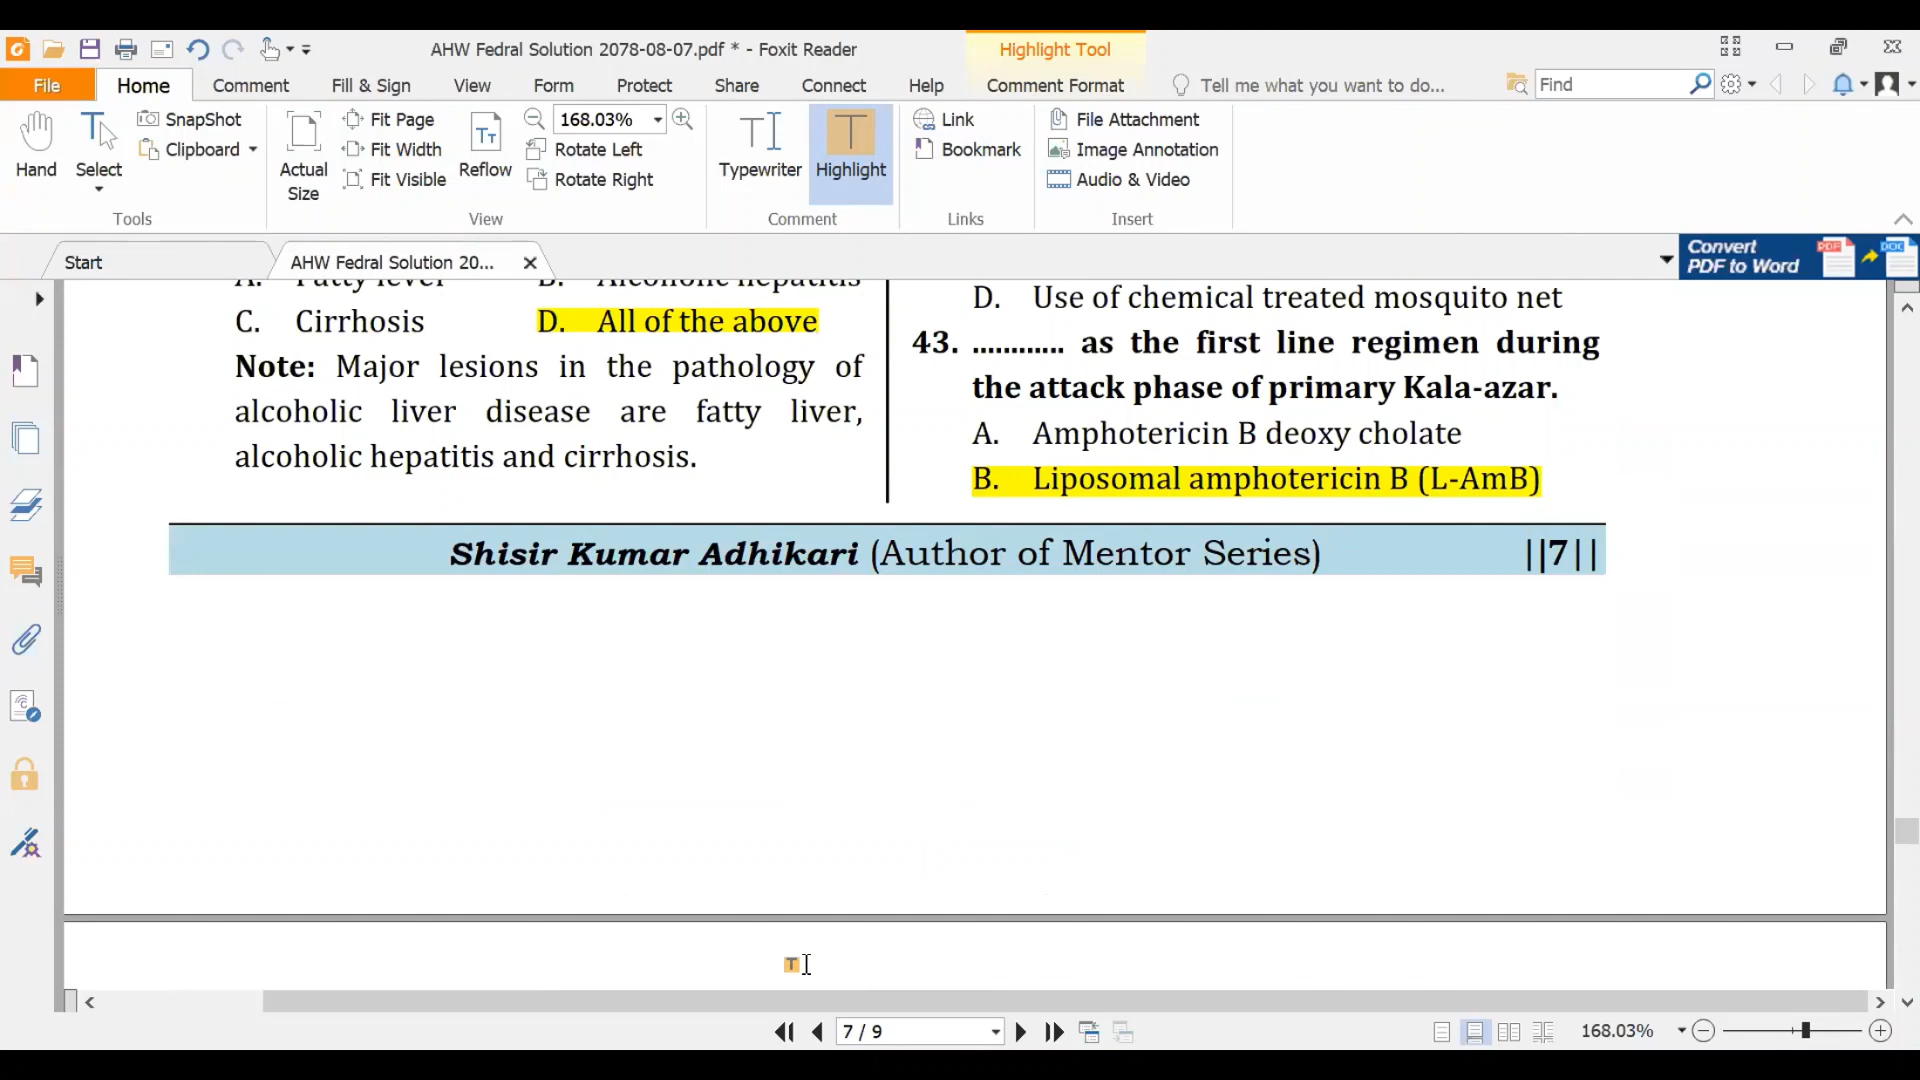 AHW Fedral Solution 2078-08-07.pdf * - Foxit Reader
Highlight Tool
File
Home
Comment
Fill & Sign
View
Form
Protect
Share
Connect
Help
Comment Format
Tell me what you want to do...
Find
Hand
Select
SnapShot
Clipboard
Tools
Actual Size
Fit Page
Fit Width
Fit Visible
Reflow
168.03%
Rotate Left
Rotate Right
View
Typewriter
Highlight
Comment
Link
Bookmark
Links
File Attachment
Image Annotation
Audio & Video
Insert
Start
AHW Fedral Solution 20...
Convert
PDF to Word
PDF
DOC
A. Fatty lever B. Alcoholic hepatitis
C. Cirrhosis D. All of the above
Note: Major lesions in the pathology of
alcoholic liver disease are fatty liver,
alcoholic hepatitis and cirrhosis.
D. Use of chemical treated mosquito net
43. ............ as the first line regimen during
the attack phase of primary Kala-azar.
A. Amphotericin B deoxy cholate
B. Liposomal amphotericin B (L-AmB)
Shisir Kumar Adhikari (Author of Mentor Series) ||7||
7 / 9
168.03%